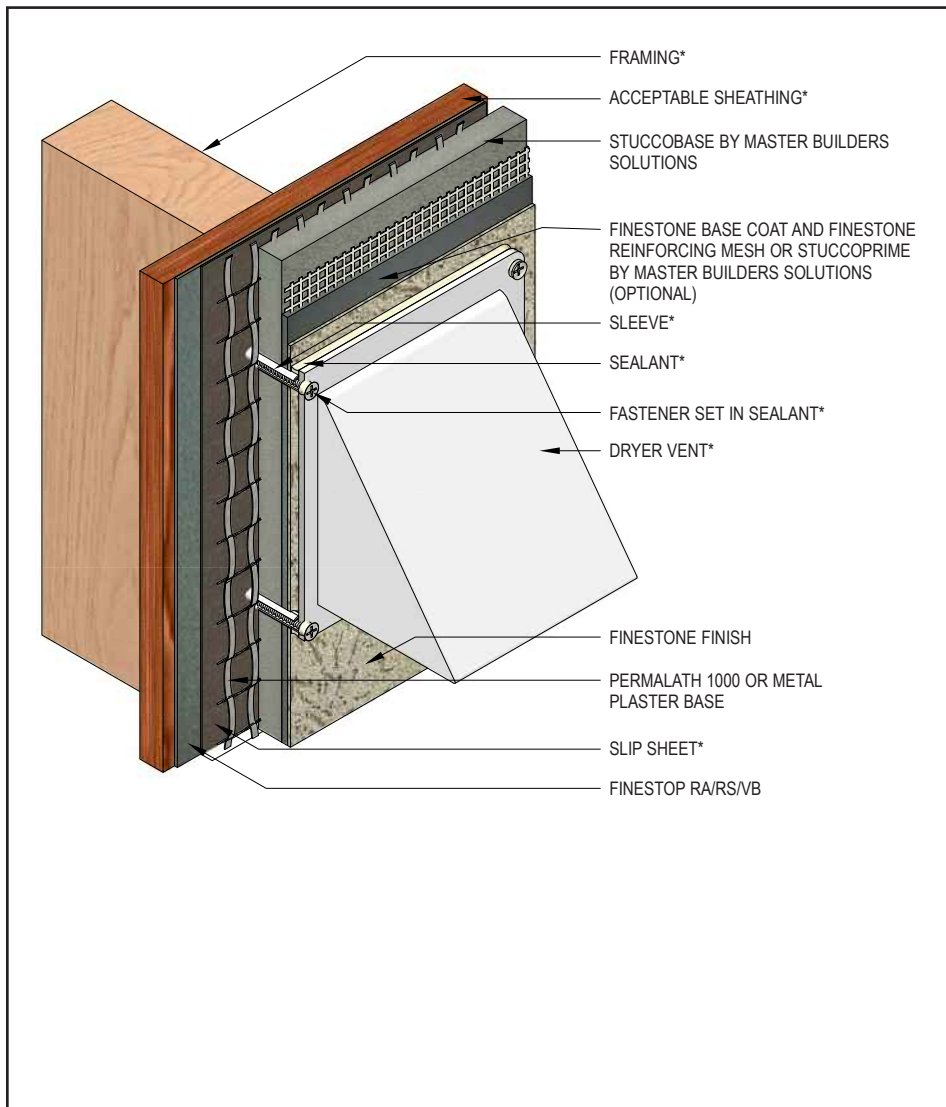 FRAMING*
ACCEPTABLE SHEATHING*
STUCCOBASE BY MASTER BUILDERS
SOLUTIONS
FINESTONE BASE COAT AND FINESTONE
REINFORCING MESH OR STUCCOPRIME
BY MASTER BUILDERS SOLUTIONS
(OPTIONAL)
SLEEVE*
SEALANT*
FASTENER SET IN SEALANT*
DRYER VENT*
FINESTONE FINISH
PERMALATH 1000 OR METAL
PLASTER BASE
SLIP SHEET*
FINESTOP RA/RS/VB